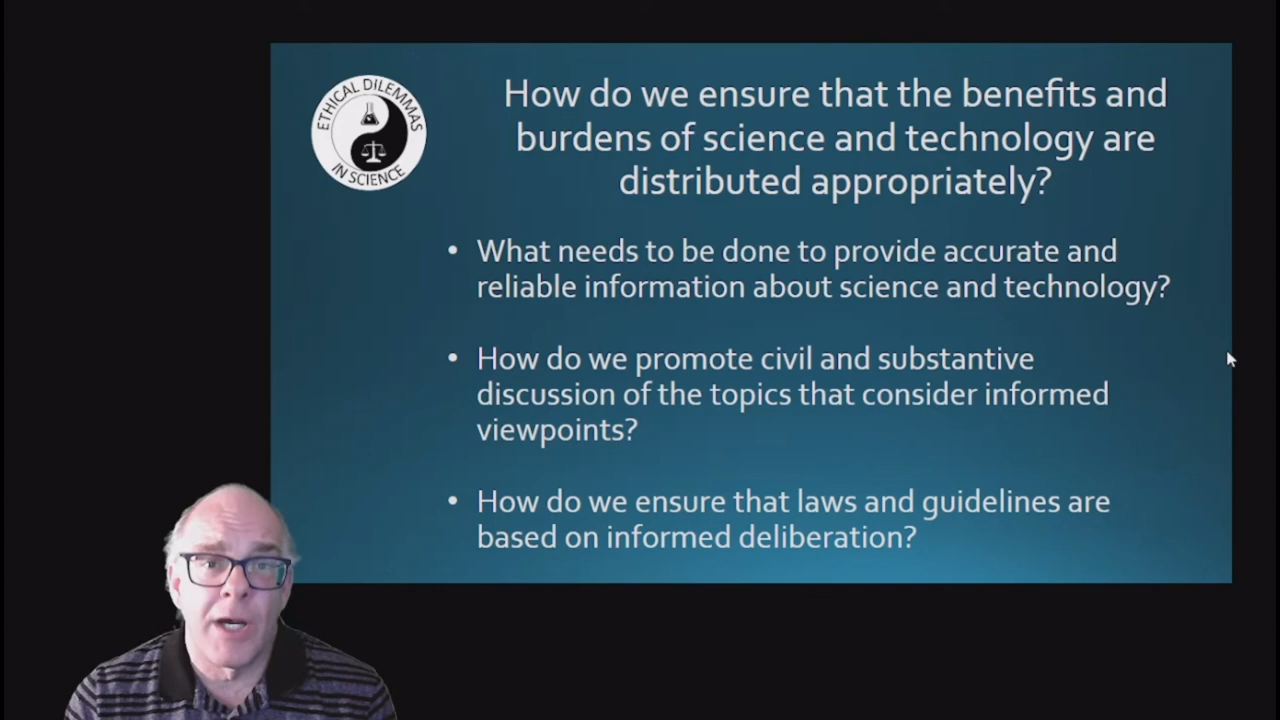 ETHICAL DILEMMAS
IN SCIENCE
How do we ensure that the benefits and
burdens of science and technology are
distributed appropriately?
• What needs to be done to provide accurate and
reliable information about science and technology?
• How do we promote civil and substantive
discussion of the topics that consider informed
viewpoints?
• How do we ensure that laws and guidelines are
based on informed deliberation?